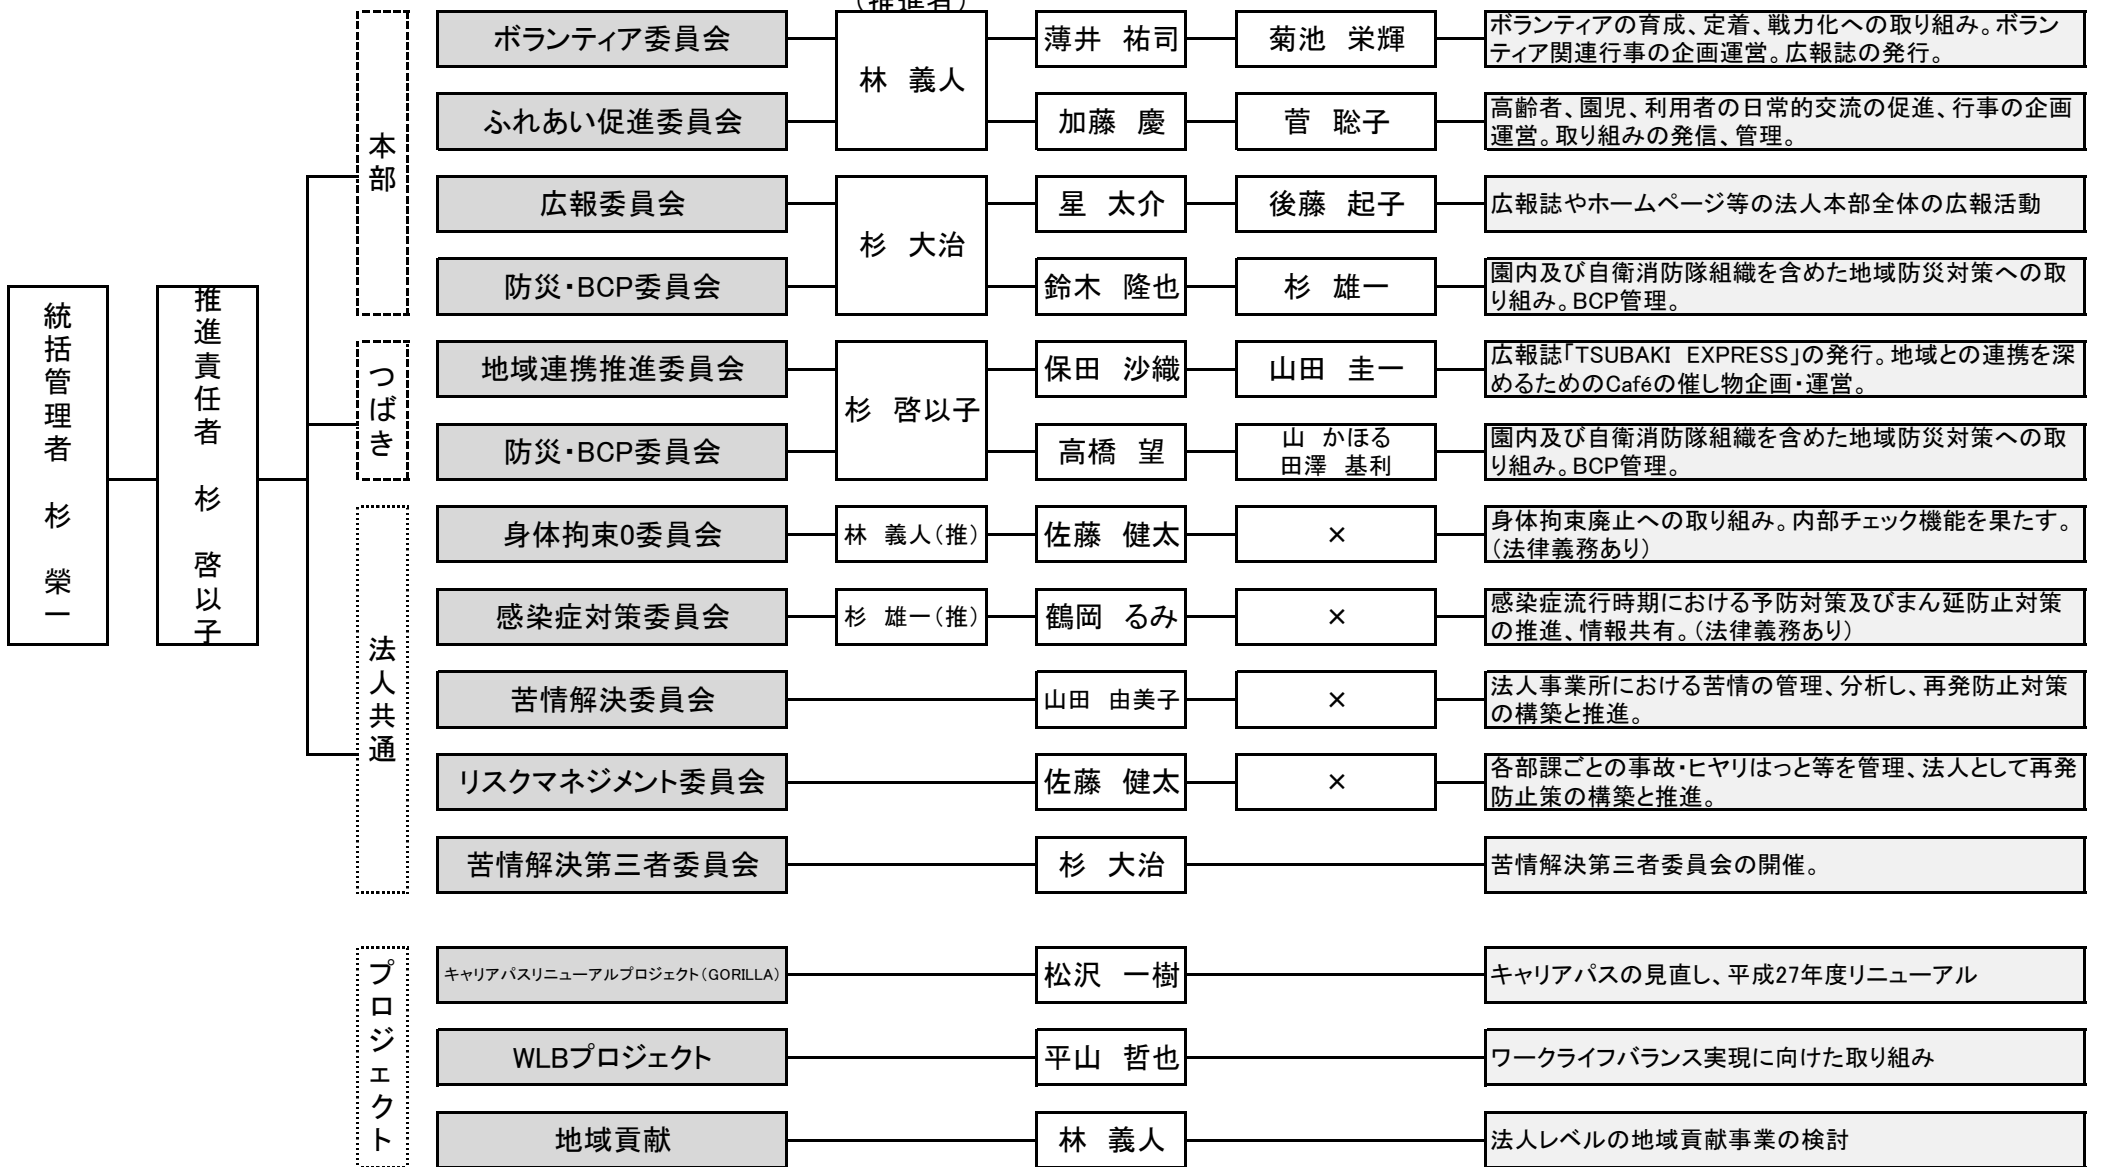 (推進者)
統括管理者 杉 榮一
推進責任者 杉 啓以子
本部
ボランティア委員会
林 義人
薄井 祐司
菊池 栄輝
ボランティアの育成、定着、戦力化への取り組み。ボラン
ティア関連行事の企画運営。広報誌の発行。
ふれあい促進委員会
加藤 慶
菅 聡子
高齢者、園児、利用者の日常的交流の促進、行事の企画
運営。取り組みの発信、管理。
広報委員会
杉 大治
星 太介
後藤 起子
広報誌やホームページ等の法人本部全体の広報活動
防災・BCP委員会
鈴木 隆也
杉 雄一
園内及び自衛消防隊組織を含めた地域防災対策への取
り組み。BCP管理。
つばき
地域連携推進委員会
杉 啓以子
保田 沙織
山田 圭一
広報誌「TSUBAKI EXPRESS」の発行。地域との連携を深
めるためのCaféの催し物企画・運営。
防災・BCP委員会
高橋 望
山 かほる
田澤 基利
園内及び自衛消防隊組織を含めた地域防災対策への取
り組み。BCP管理。
法人共通
身体拘束0委員会
林 義人(推)
佐藤 健太
×
身体拘束廃止への取り組み。内部チェック機能を果たす。
(法律義務あり)
感染症対策委員会
杉 雄一(推)
鶴岡 るみ
×
感染症流行時期における予防対策及びまん延防止対策
の推進、情報共有。(法律義務あり)
苦情解決委員会
山田 由美子
×
法人事業所における苦情の管理、分析し、再発防止対策
の構築と推進。
リスクマネジメント委員会
佐藤 健太
×
各部課ごとの事故・ヒヤリはっと等を管理、法人として再発
防止策の構築と推進。
苦情解決第三者委員会
杉 大治
苦情解決第三者委員会の開催。
プロジェクト
キャリアパスリニューアルプロジェクト(GORILLA)
松沢 一樹
キャリアパスの見直し、平成27年度リニューアル
WLBプロジェクト
平山 哲也
ワークライフバランス実現に向けた取り組み
地域貢献
林 義人
法人レベルの地域貢献事業の検討